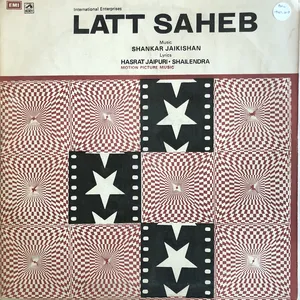 EMI
International Enterprises
LATT SAHEB
Music
SHANKAR JAIKISHAN
Lyrics
HASRAT JAIPURI • SHAILENDRA
MOTION PICTURE MUSIC